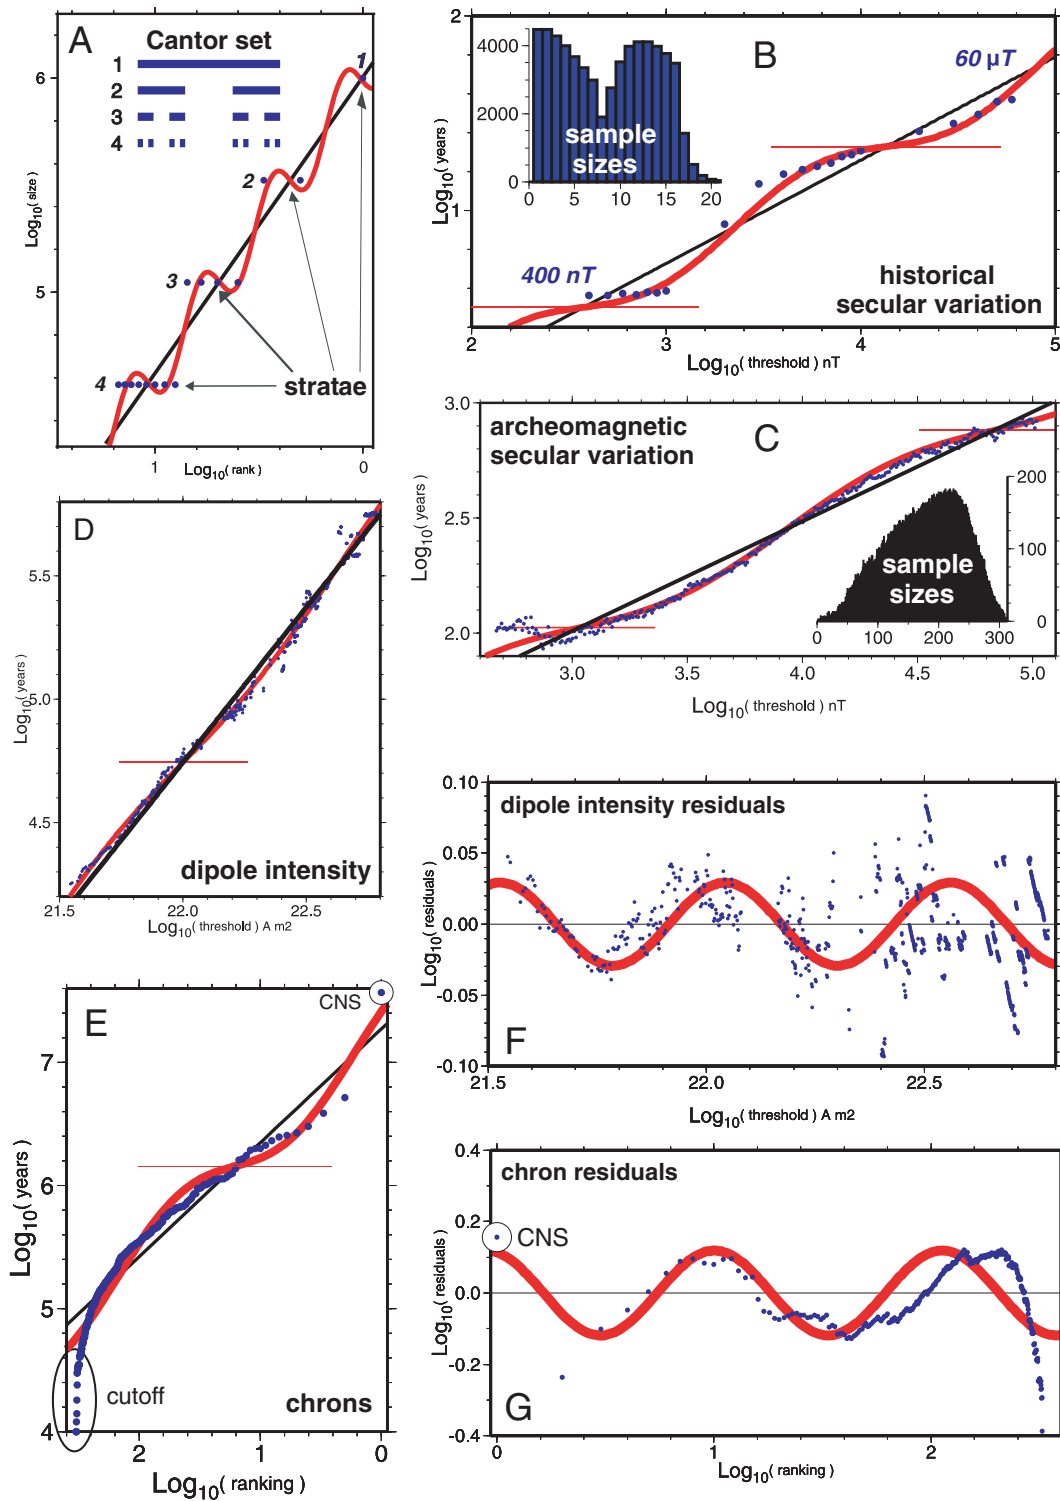 A
Cantor set
1
2
3
4
1
2
3
4
stratae
6
5
1
0
Log10(size)
Log10(rank)
B
60 µT
400 nT
sample
sizes
4000
2000
0
0
5
10
15
20
historical
secular variation
2
1
Log10(years)
2
3
4
5
Log10(threshold) nT
archeomagnetic
secular variation
C
3.0
2.5
2.0
Log10(years)
sample
sizes
200
100
0
0
100
200
300
3.0
3.5
4.0
4.5
5.0
Log10(threshold) nT
D
5.5
5.0
4.5
Log10(years)
dipole intensity
21.5
22.0
22.5
Log10(threshold) A m2
E
CNS
7
6
5
4
Log10(years)
cutoff
chrons
2
1
0
Log10(ranking)
dipole intensity residuals
0.10
0.05
0.00
-0.05
-0.10
Log10(residuals)
F
21.5
22.0
22.5
Log10(threshold) A m2
chron residuals
CNS
0.4
0.2
0.0
-0.2
-0.4
Log10(residuals)
G
0
1
2
Log10(ranking)